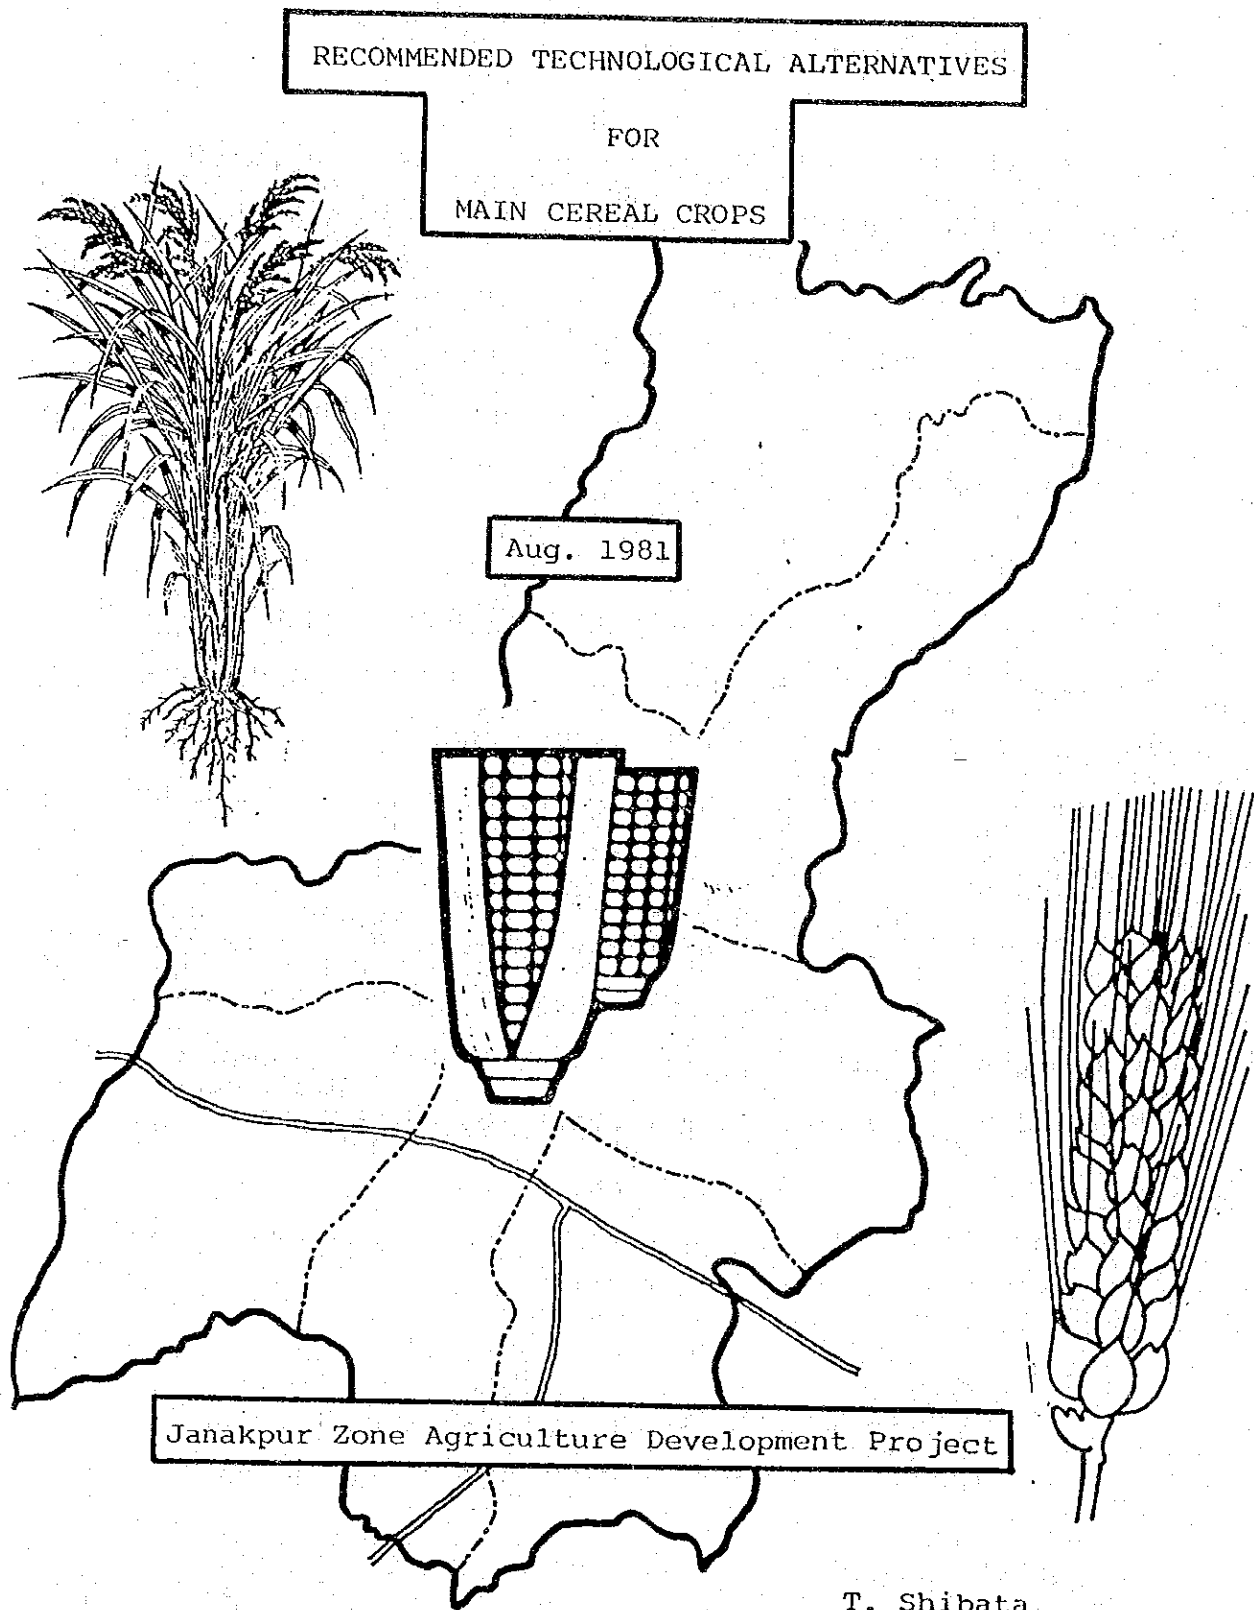 RECOMMENDED TECHNOLOGICAL ALTERNATIVES
FOR
MAIN CEREAL CROPS
Aug. 1981
Janakpur Zone Agriculture Development Project
T. Shibata